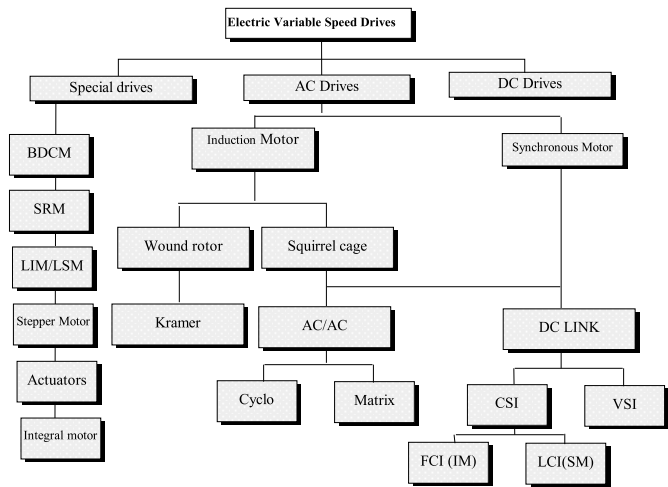 Electric Variable Speed Drives
Special drives
AC Drives
DC Drives
BDCM
Induction Motor
Synchronous Motor
SRM
Wound rotor
Squirrel cage
LIM/LSM
Stepper Motor
Kramer
AC/AC
DC LINK
Actuators
Cyclo
Matrix
CSI
VSI
Integral motor
FCI (IM)
LCI(SM)